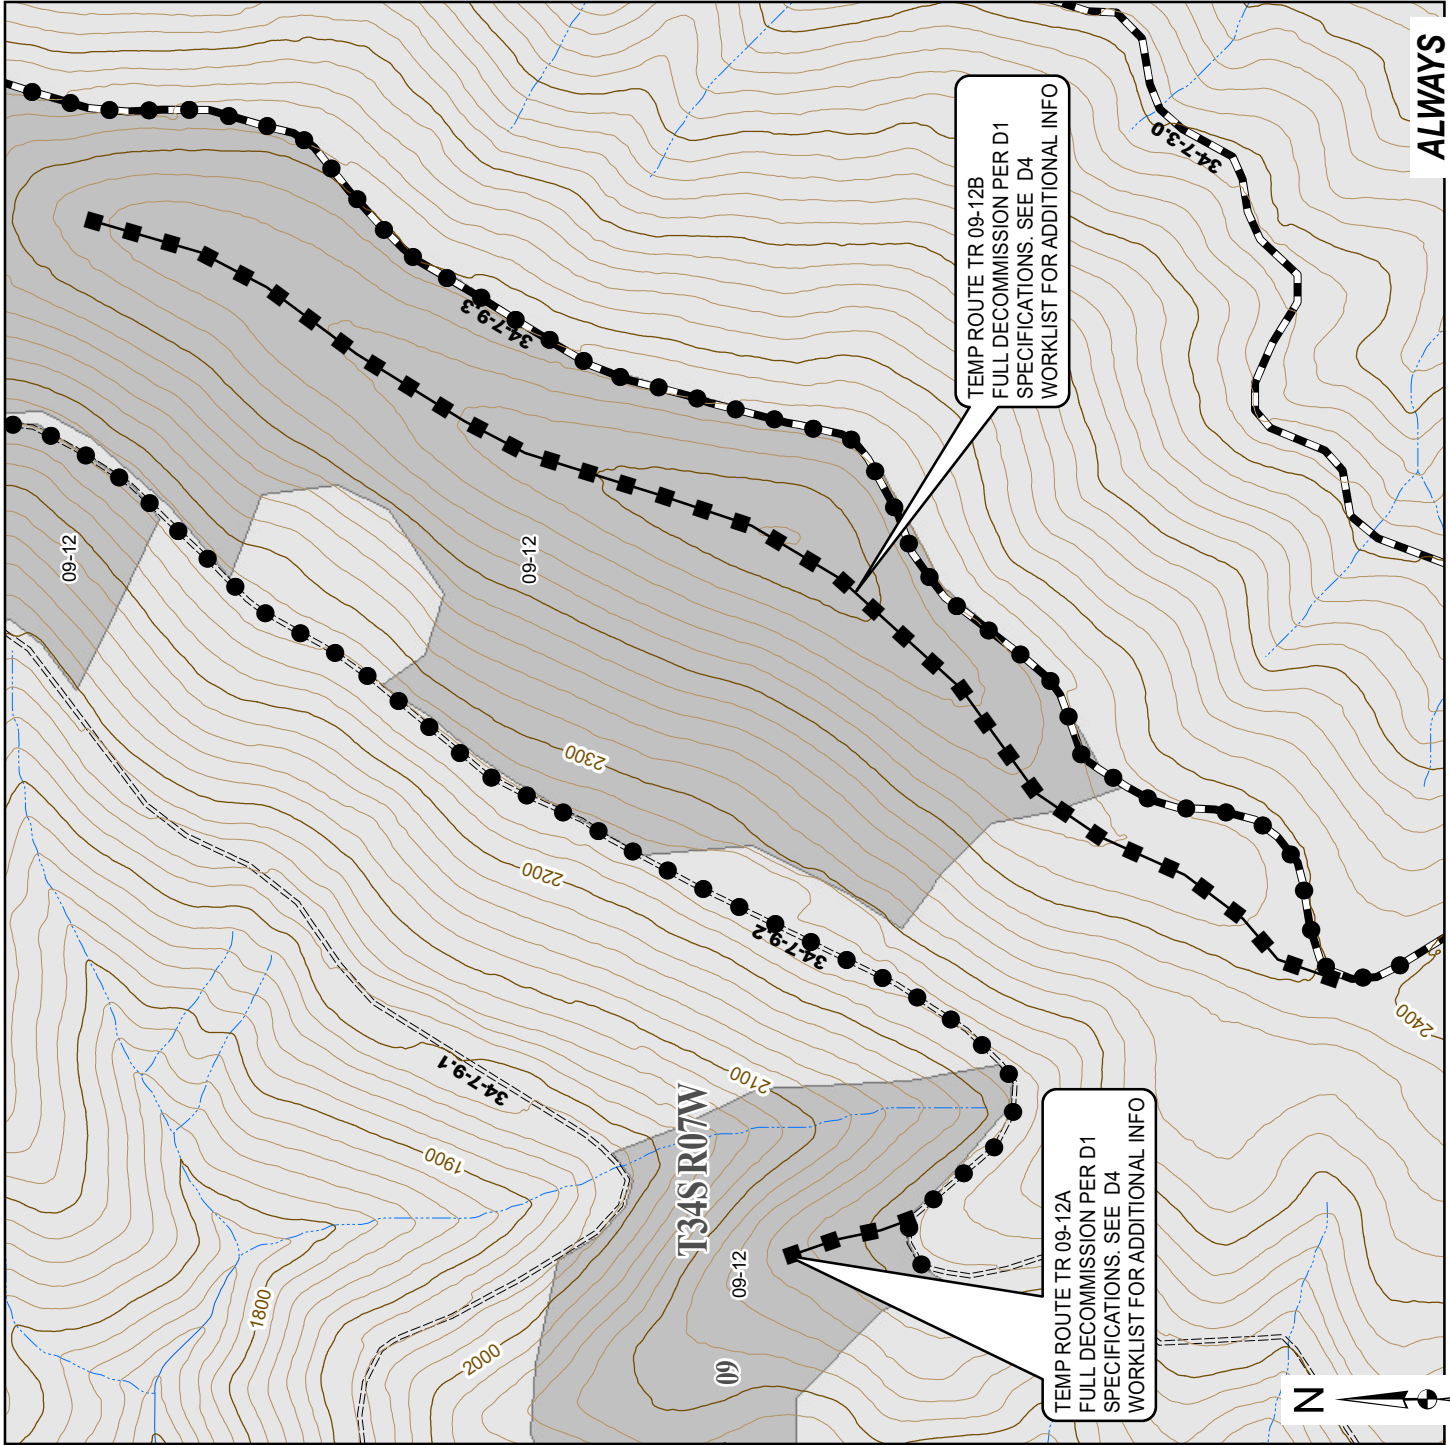 ALWAYS
34-7-3.0
TEMP ROUTE TR 09-12B
FULL DECOMMISSION PER D1
SPECIFICATIONS. SEE D4
WORKLIST FOR ADDITIONAL INFO
34-7-9.3
09-12
09-12
2300
2200
34-7-9.2
2400
34-7-9.1
2100
T34S R07W
1900
09-12
09
1800
2000
TEMP ROUTE TR 09-12A
FULL DECOMMISSION PER D1
SPECIFICATIONS. SEE D4
WORKLIST FOR ADDITIONAL INFO
N